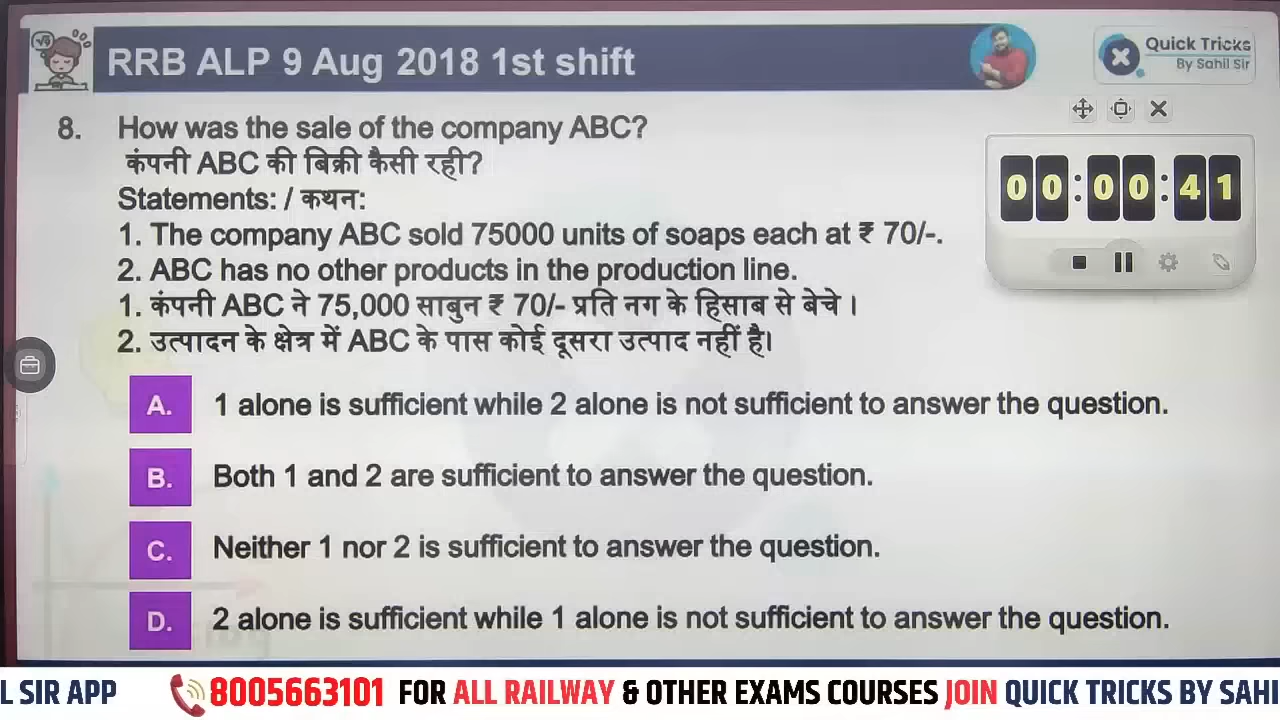 RRB ALP 9 Aug 2018 1st shift
Quick Tricks
By Sahil Sir
8. How was the sale of the company ABC?
कंपनी ABC की बिक्री कैसी रही?
Statements: / कथन:
1. The company ABC sold 75000 units of soaps each at ₹ 70/-.
2. ABC has no other products in the production line.
1. कंपनी ABC ने 75,000 साबुन ₹ 70/- प्रति नग के हिसाब से बेचे।
2. उत्पादन के क्षेत्र में ABC के पास कोई दूसरा उत्पाद नहीं है।
00:00:41
A. 1 alone is sufficient while 2 alone is not sufficient to answer the question.
B. Both 1 and 2 are sufficient to answer the question.
C. Neither 1 nor 2 is sufficient to answer the question.
D. 2 alone is sufficient while 1 alone is not sufficient to answer the question.
L SIR APP 8005663101 FOR ALL RAILWAY & OTHER EXAMS COURSES JOIN QUICK TRICKS BY SAHI